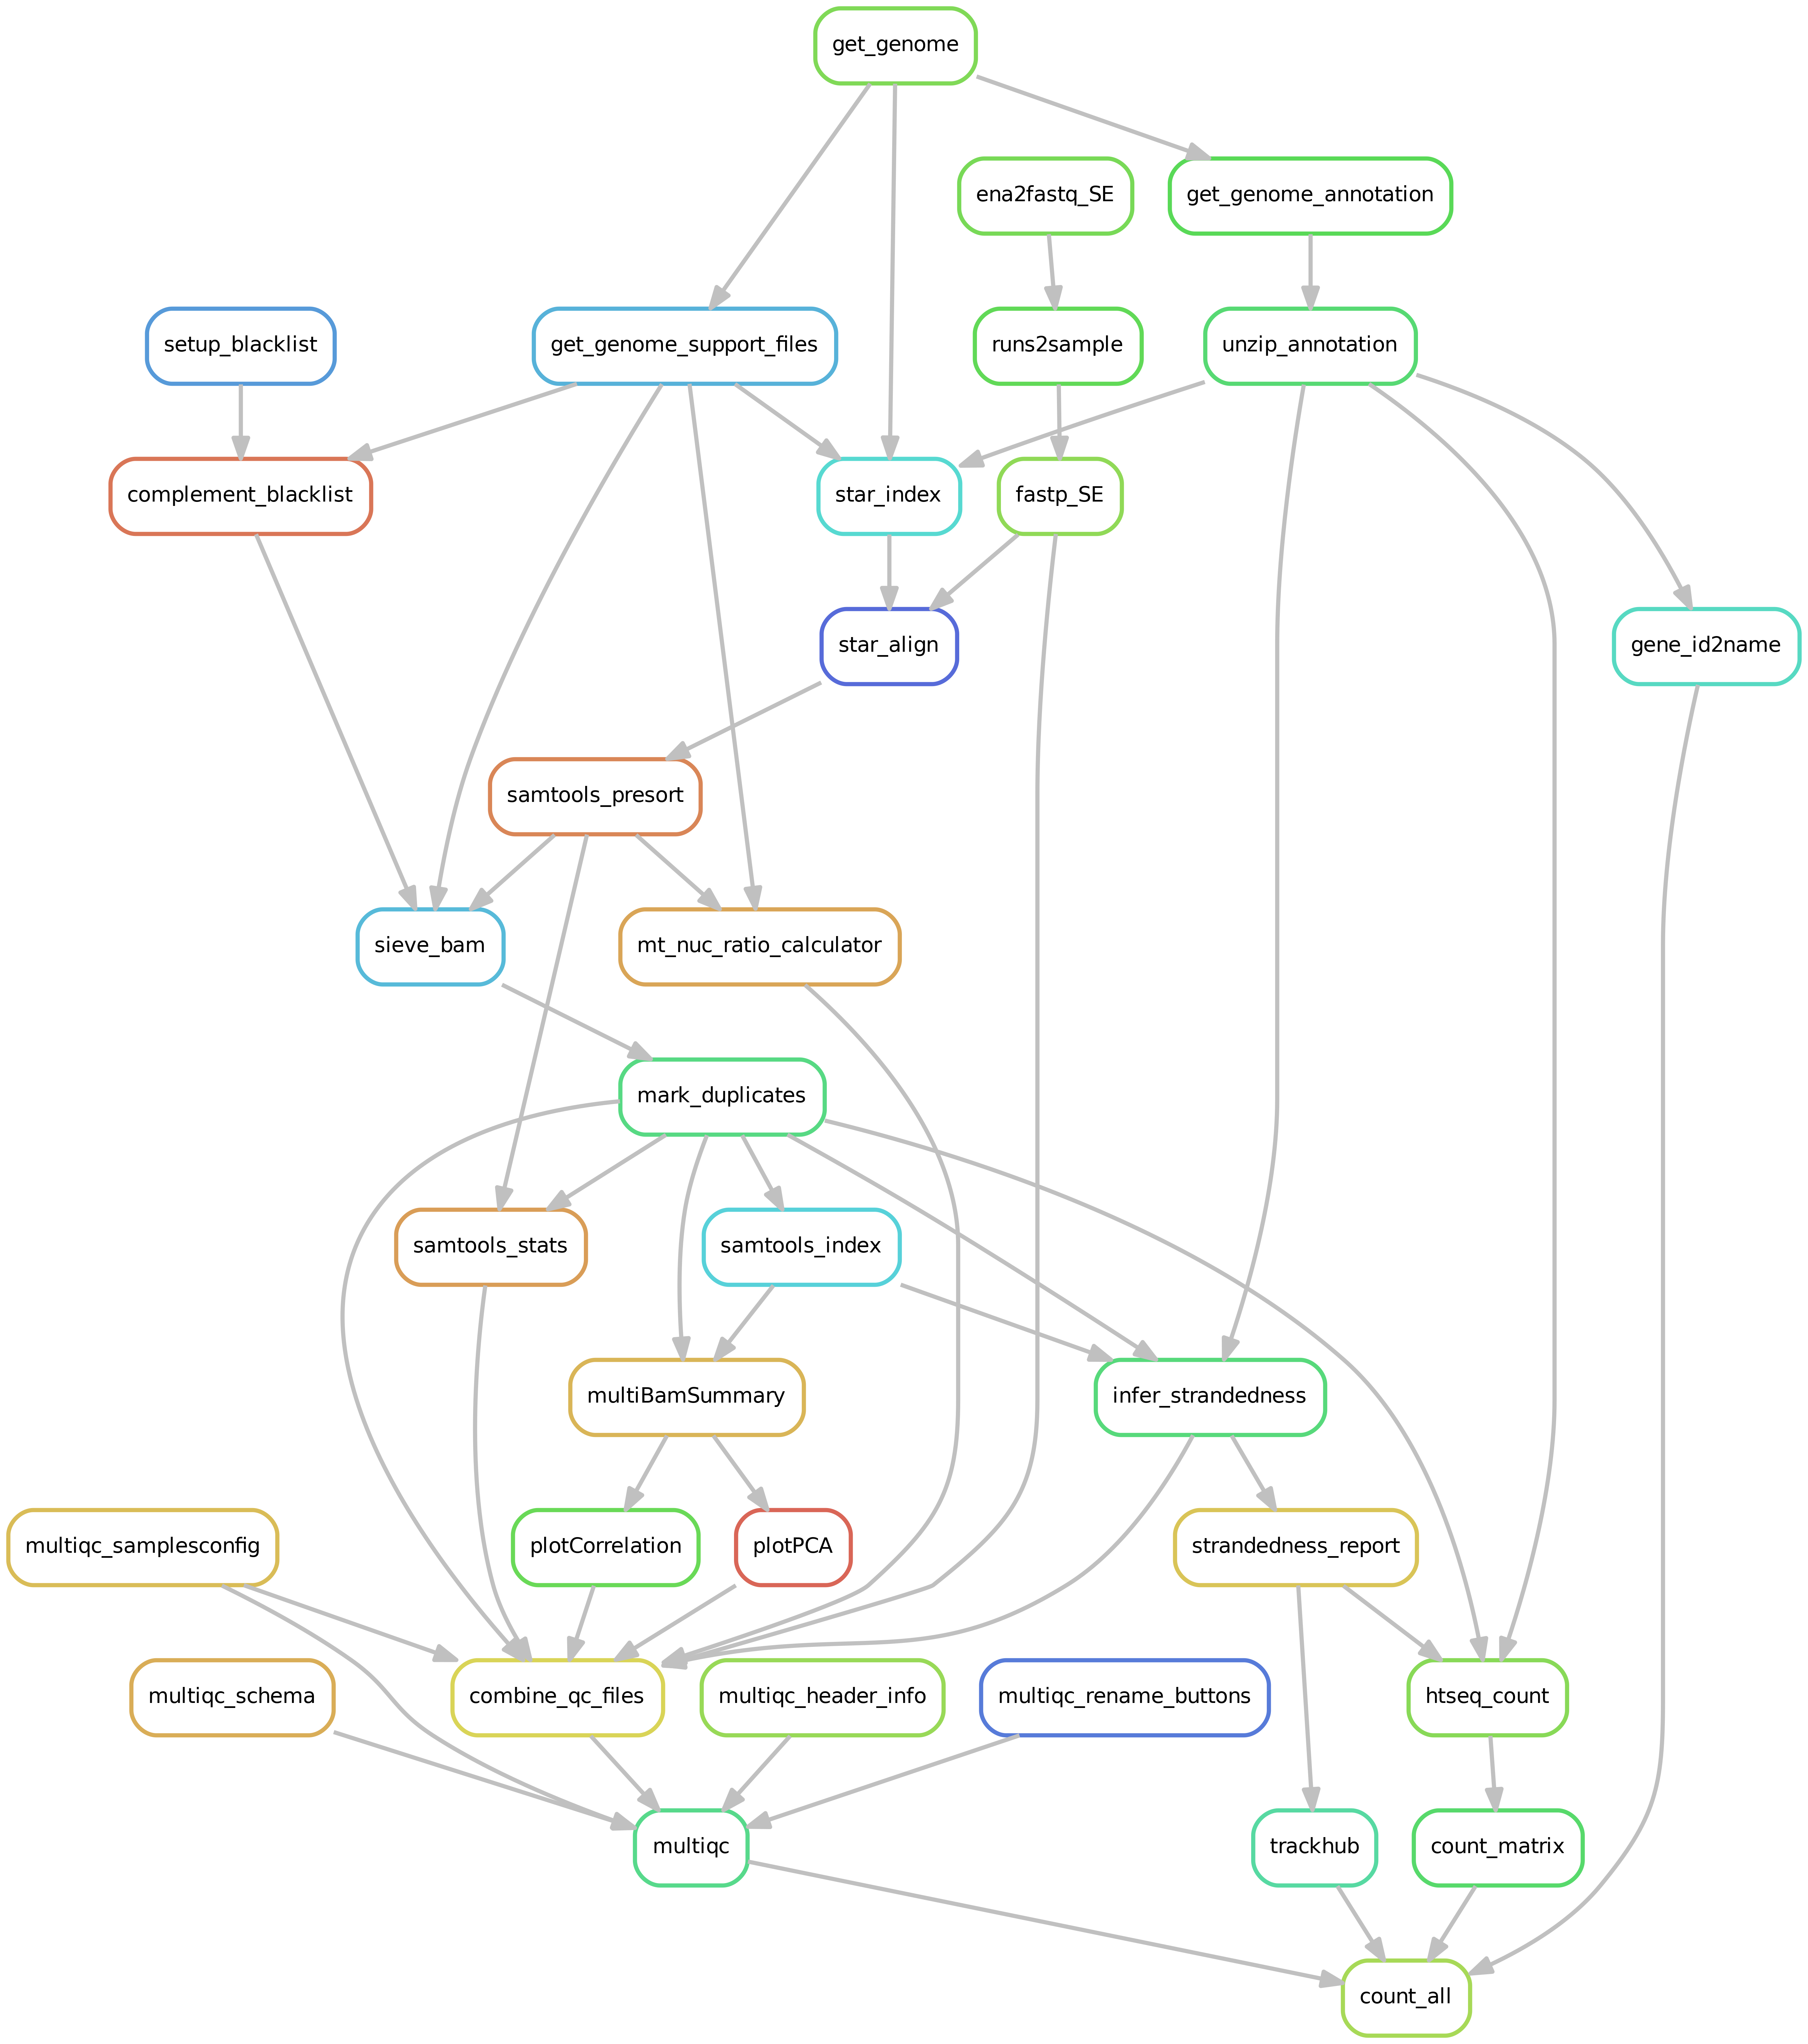 get_genome
ena2fastq_SE
get_genome_annotation
setup_blacklist
get_genome_support_files
runs2sample
unzip_annotation
complement_blacklist
star_index
fastp_SE
star_align
gene_id2name
samtools_presort
sieve_bam
mt_nuc_ratio_calculator
mark_duplicates
samtools_stats
samtools_index
multiBamSummary
infer_strandedness
multiqc_samplesconfig
plotCorrelation
plotPCA
strandedness_report
multiqc_schema
combine_qc_files
multiqc_header_info
multiqc_rename_buttons
htseq_count
multiqc
trackhub
count_matrix
count_all